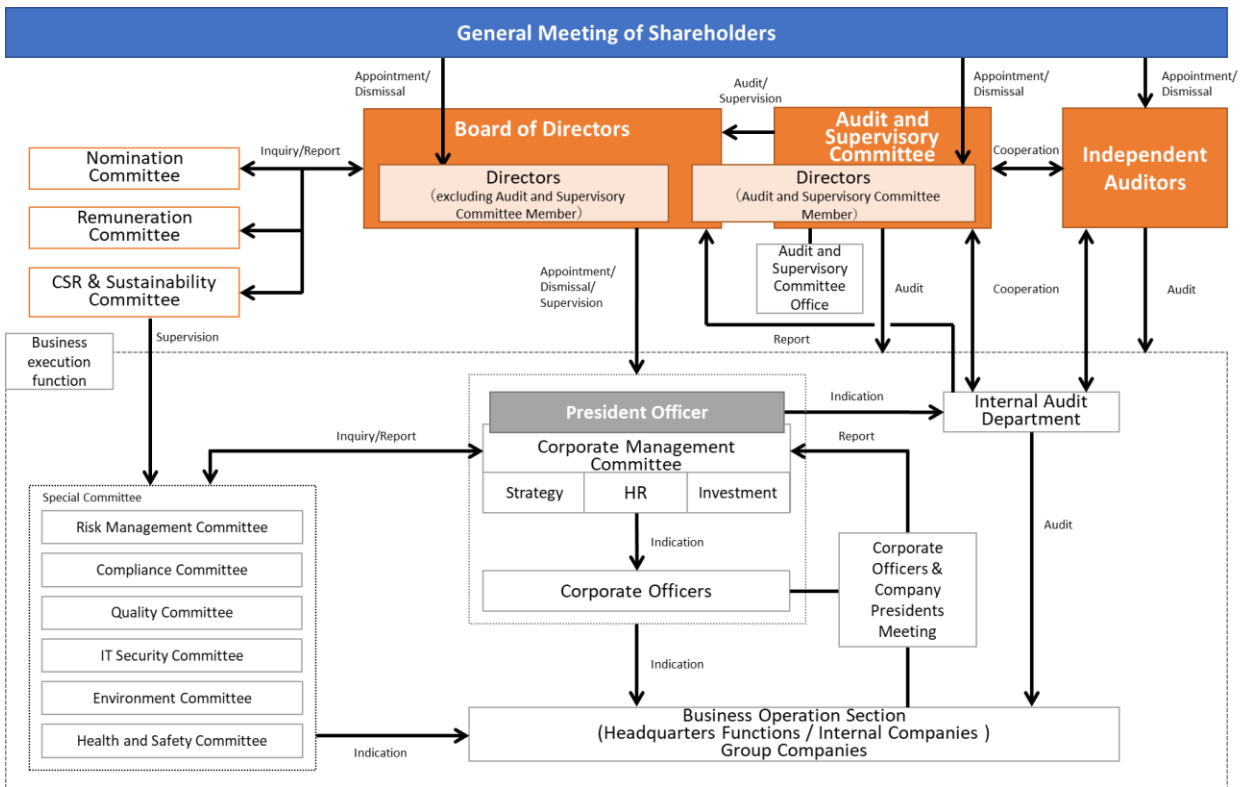 General Meeting of Shareholders
Appointment/
Dismissal
Audit/
Supervision
Appointment/
Dismissal
Appointment/
Dismissal
Board of Directors
Audit and
Supervisory
Committee
Independent
Auditors
Nomination
Committee
Inquiry/Report
Cooperation
Directors
(excluding Audit and Supervisory
Committee Member)
Directors
(Audit and Supervisory Committee
Member)
Remuneration
Committee
CSR & Sustainability
Committee
Appointment/
Dismissal/
Supervision
Audit and
Supervisory
Committee
Office
Audit
Cooperation
Audit
Business
execution
function
Supervision
Report
President Officer
Indication
Internal Audit
Department
Inquiry/Report
Corporate Management
Committee
Report
Strategy
HR
Investment
Special Committee
Risk Management Committee
Compliance Committee
Quality Committee
IT Security Committee
Environment Committee
Health and Safety Committee
Indication
Audit
Corporate Officers
Corporate
Officers &
Company
Presidents
Meeting
Indication
Indication
Business Operation Section
(Headquarters Functions / Internal Companies )
Group Companies